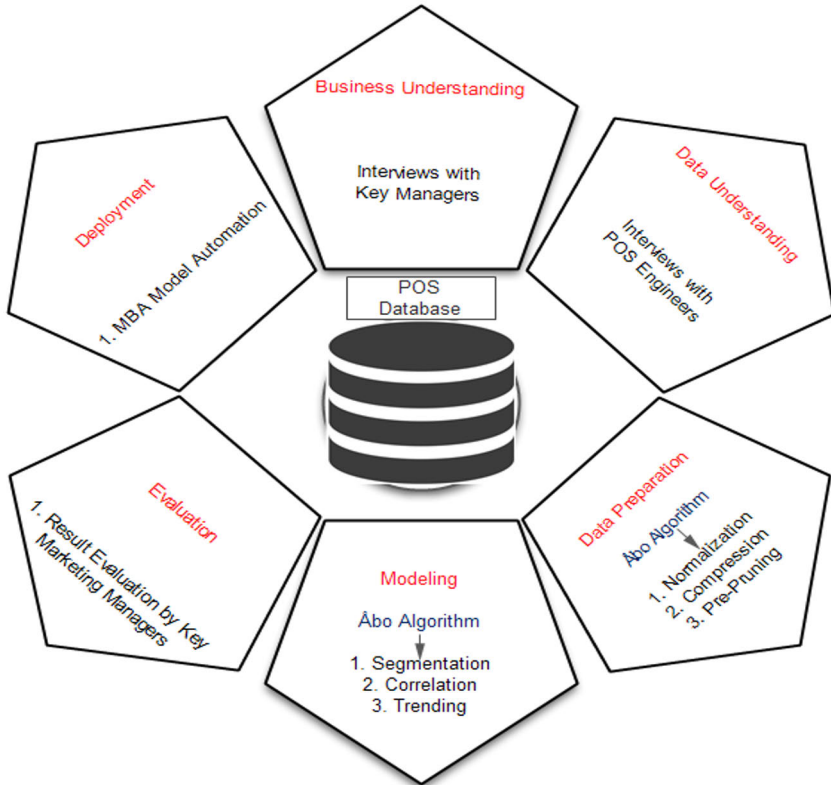 Business Understanding
Interviews with
Key Managers
Data Understanding
Interviews with
POS Engineers
Data Preparation
Åbo Algorithm
1. Normalization
2. Compression
3. Pre-Pruning
Modeling
Åbo Algorithm
1. Segmentation
2. Correlation
3. Trending
Evaluation
1. Result Evaluation by Key
Marketing Managers
Deployment
1. MBA Model Automation
POS
Database